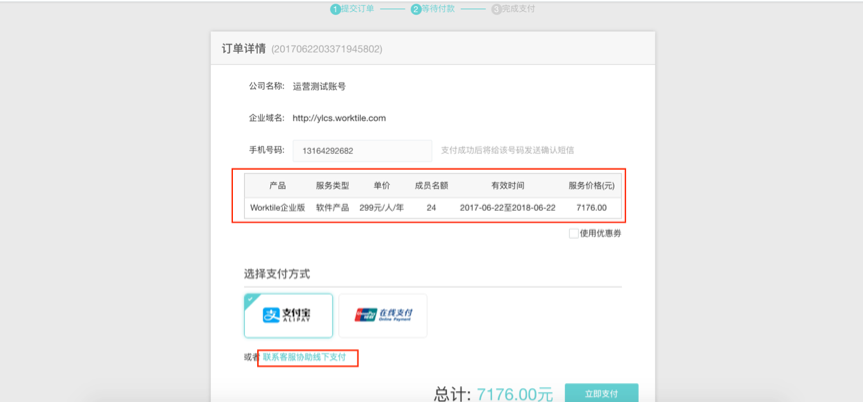 1 提交订单 2 等待付款 3 完成支付
订单详情 (2017062203371945802)
公司名称: 运营测试账号
企业域名: http://ylcs.worktile.com
手机号码: 13164292682 支付成功后将给该号码发送确认短信
产品 服务类型 单价 成员名额 有效时间 服务价格(元)
Worktile企业版 软件产品 299元/人/年 24 2017-06-22至2018-06-22 7176.00
使用优惠券
选择支付方式
支 支付宝 ALIPAY UnionPay 银联 在线支付 Online Payment
或者 联系客服协助线下支付
总计: 7176.00元 立即支付